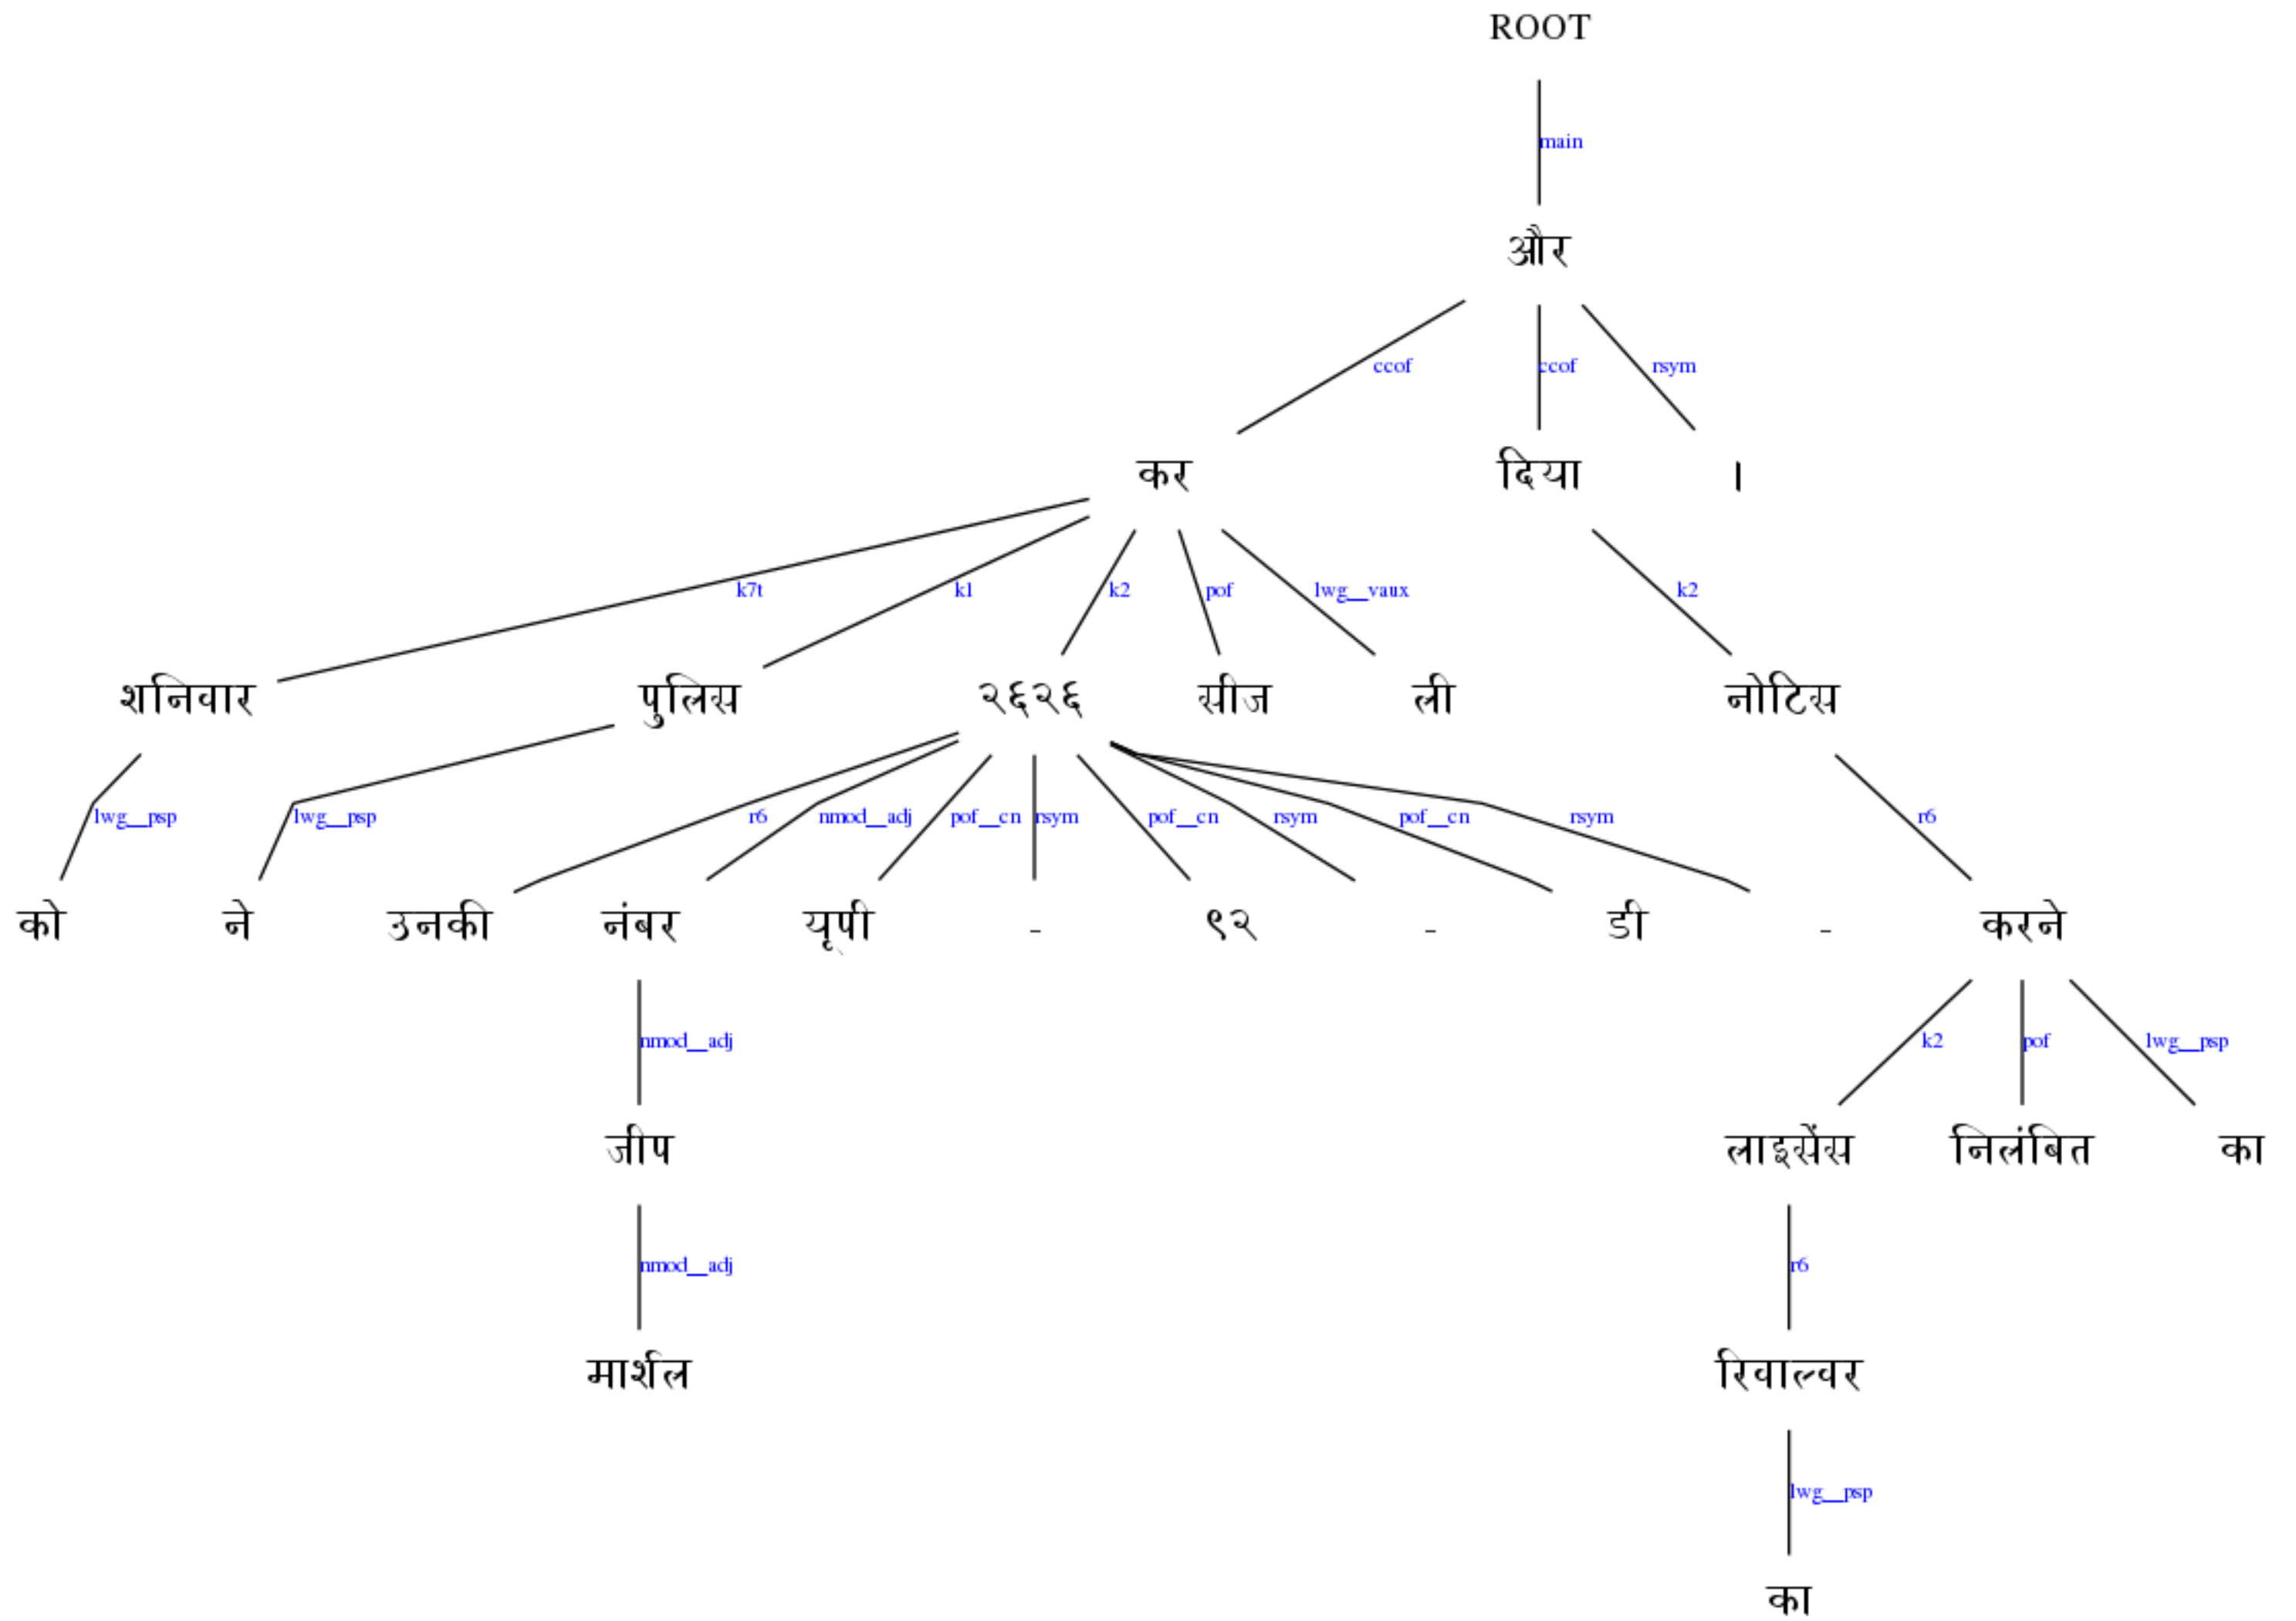 ROOT
main
और
ccof ccof rsym
कर दिया ।
k7t k1 k2 pof lwg__vaux k2
शनिवार पुलिस २६२६ सीज ली नोटिस
lwg__psp lwg__psp r6 nmod__adj pof__cn rsym pof__cn rsym pof__cn rsym r6
को ने उनकी नंबर यूपी - ९२ - डी - करने
nmod__adj k2 pof lwg__psp
जीप लाइसेंस निलंबित का
nmod__adj r6
मार्शल रिवाल्वर
lwg__psp
का